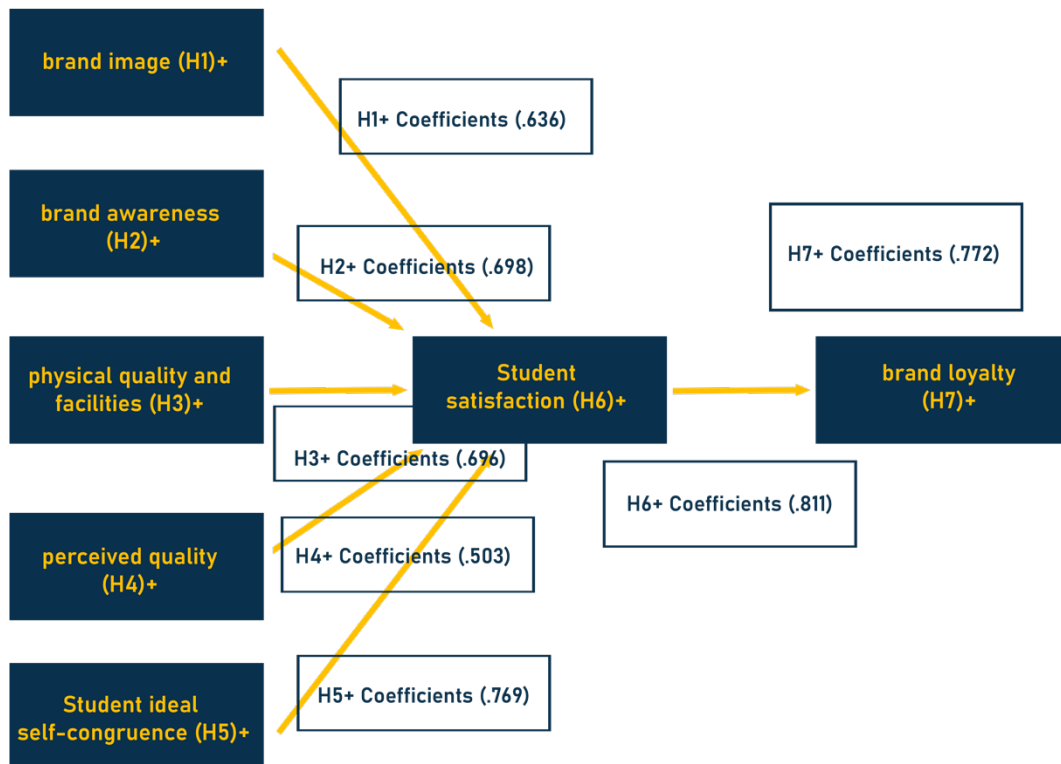 brand image (H1)+
H1+ Coefficients (.636)
brand awareness
(H2)+
H2+ Coefficients (.698)
H7+ Coefficients (.772)
physical quality and
facilities (H3)+
Student
satisfaction (H6)+
brand loyalty
(H7)+
H3+ Coefficients (.696)
H6+ Coefficients (.811)
perceived quality
(H4)+
H4+ Coefficients (.503)
Student ideal
self-congruence (H5)+
H5+ Coefficients (.769)